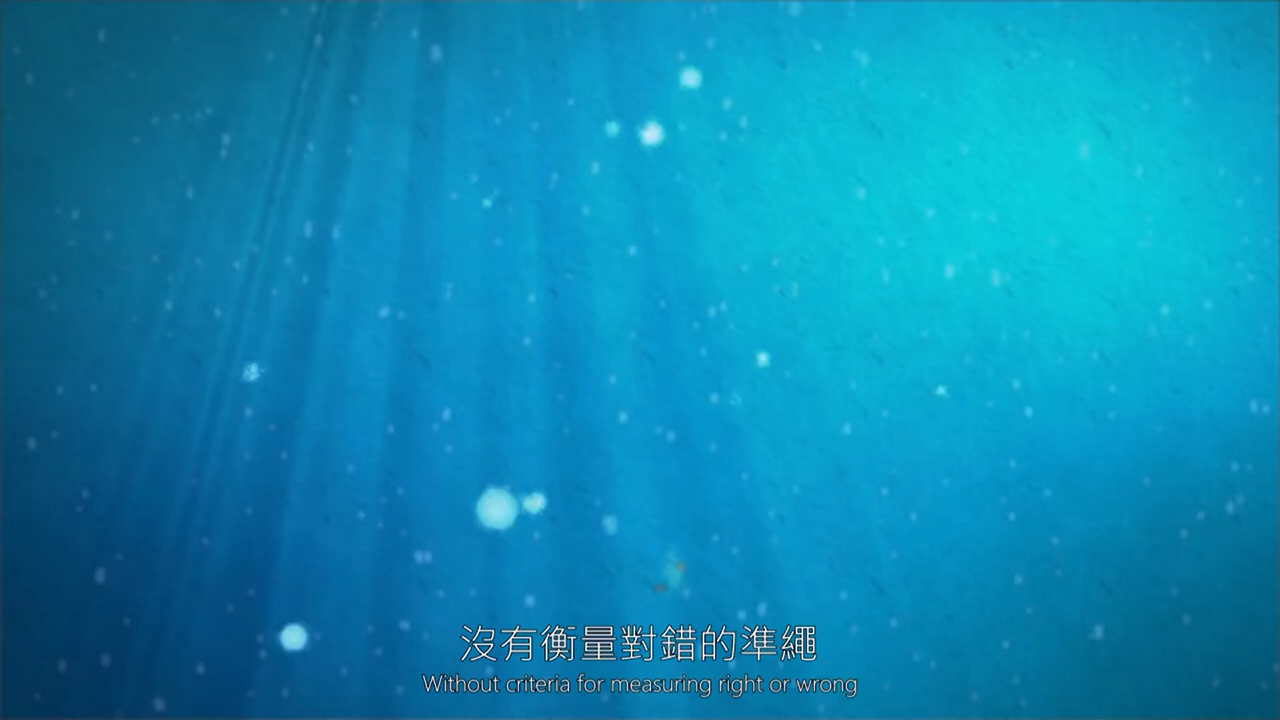 沒有衡量對錯的準繩
Without criteria for measuring right or wrong